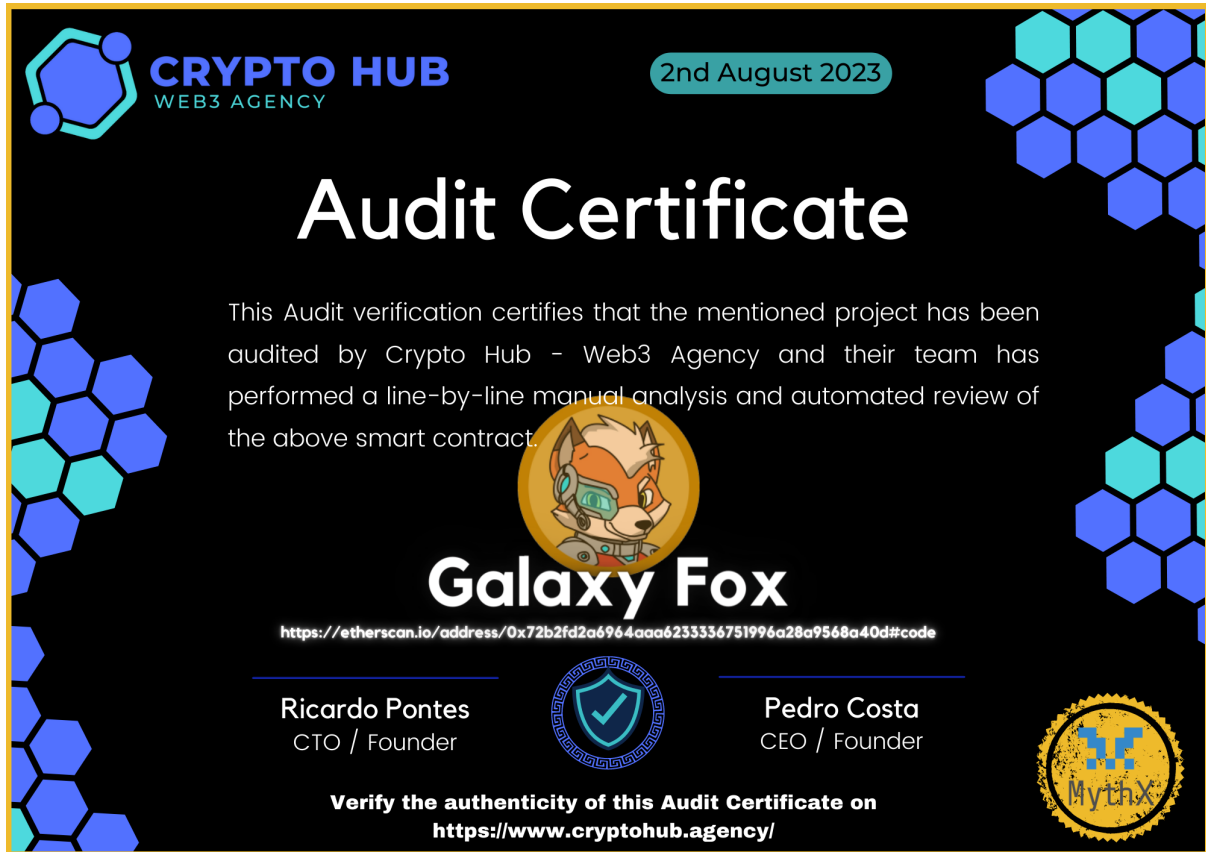 CRYPTO HUB
WEB3 AGENCY
2nd August 2023
Audit Certificate
This Audit verification certifies that the mentioned project has been
audited by Crypto Hub - Web3 Agency and their team has
performed a line-by-line manual analysis and automated review of
the above smart contract.
Galaxy Fox
https://etherscan.io/address/0x72b2fd2a6964aaa6233336751996a28a9568a40d#code
Ricardo Pontes
CTO / Founder
Pedro Costa
CEO / Founder
MythX
Verify the authenticity of this Audit Certificate on
https://www.cryptohub.agency/